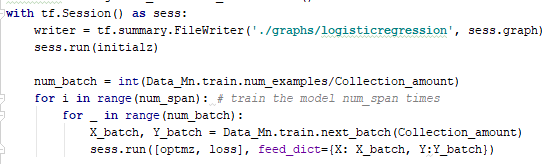 with tf.Session() as sess:
writer = tf.summary.FileWriter('./graphs/logisticregression', sess.graph)
sess.run(initialz)
num_batch = int(Data_Mn.train.num_examples/Collection_amount)
for i in range(num_span): # train the model num_span times
for _ in range(num_batch):
X_batch, Y_batch = Data_Mn.train.next_batch(Collection_amount)
sess.run([optmz, loss], feed_dict={X: X_batch, Y:Y_batch})